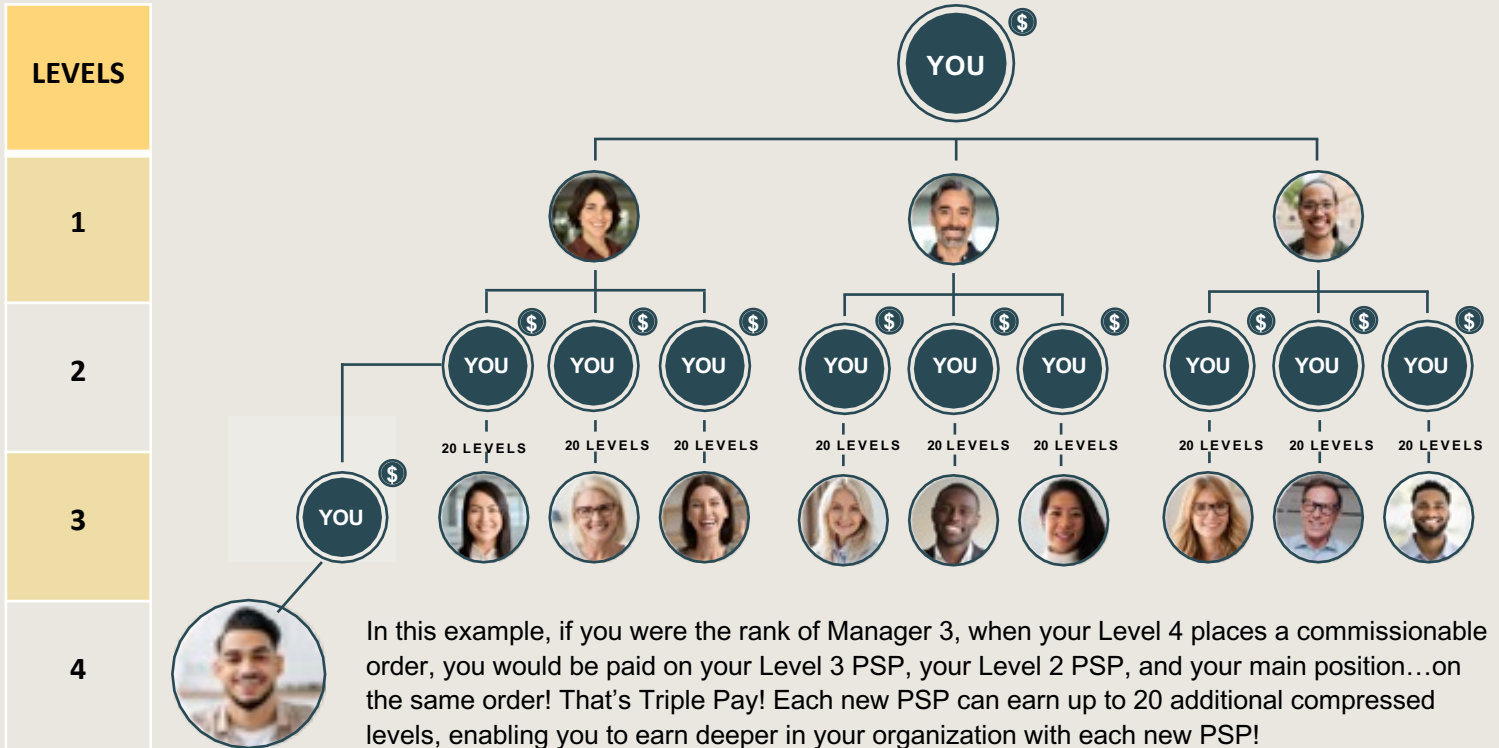 LEVELS
$
YOU
1
$ $ $ $ $ $ $ $ $
2
YOU YOU YOU YOU YOU YOU YOU YOU YOU
20 LEVELS 20 LEVELS 20 LEVELS 20 LEVELS 20 LEVELS 20 LEVELS 20 LEVELS 20 LEVELS 20 LEVELS
$
3
YOU
4
In this example, if you were the rank of Manager 3, when your Level 4 places a commissionable
order, you would be paid on your Level 3 PSP, your Level 2 PSP, and your main position…on
the same order! That's Triple Pay! Each new PSP can earn up to 20 additional compressed
levels, enabling you to earn deeper in your organization with each new PSP!